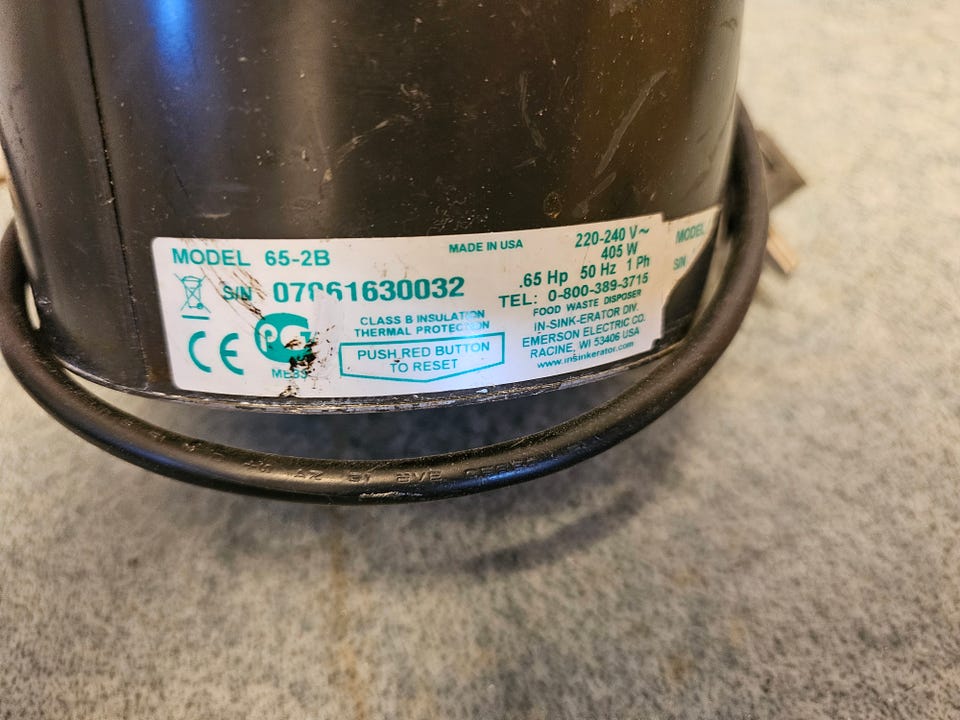 MODEL 65-2B
MADE IN USA
220-240 V~
405 W
.65 Hp 50 Hz 1 Ph
TEL: 0-800-389-3715
FOOD WASTE DISPOSER
IN-SINK-ERATOR DIV.
EMERSON ELECTRIC CO.
RACINE, WI 53406 USA
www.insinkerator.com
S/N
CE
CLASS B INSULATION
THERMAL PROTECTION
PUSH RED BUTTON
TO RESET
MODEL
S/N